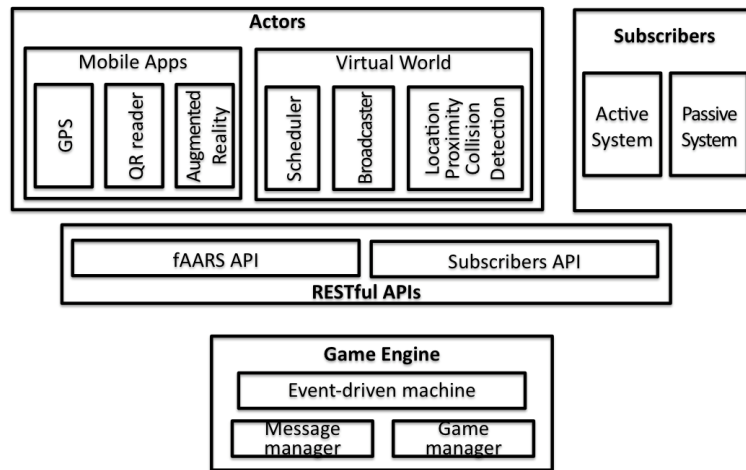 Actors
Mobile Apps
GPS
QR reader
Augmented
Reality
Virtual World
Scheduler
Broadcaster
Location
Proximity
Collision
Detection
Subscribers
Active
System
Passive
System
fAARS API
Subscribers API
RESTful APIs
Game Engine
Event-driven machine
Message
manager
Game
manager